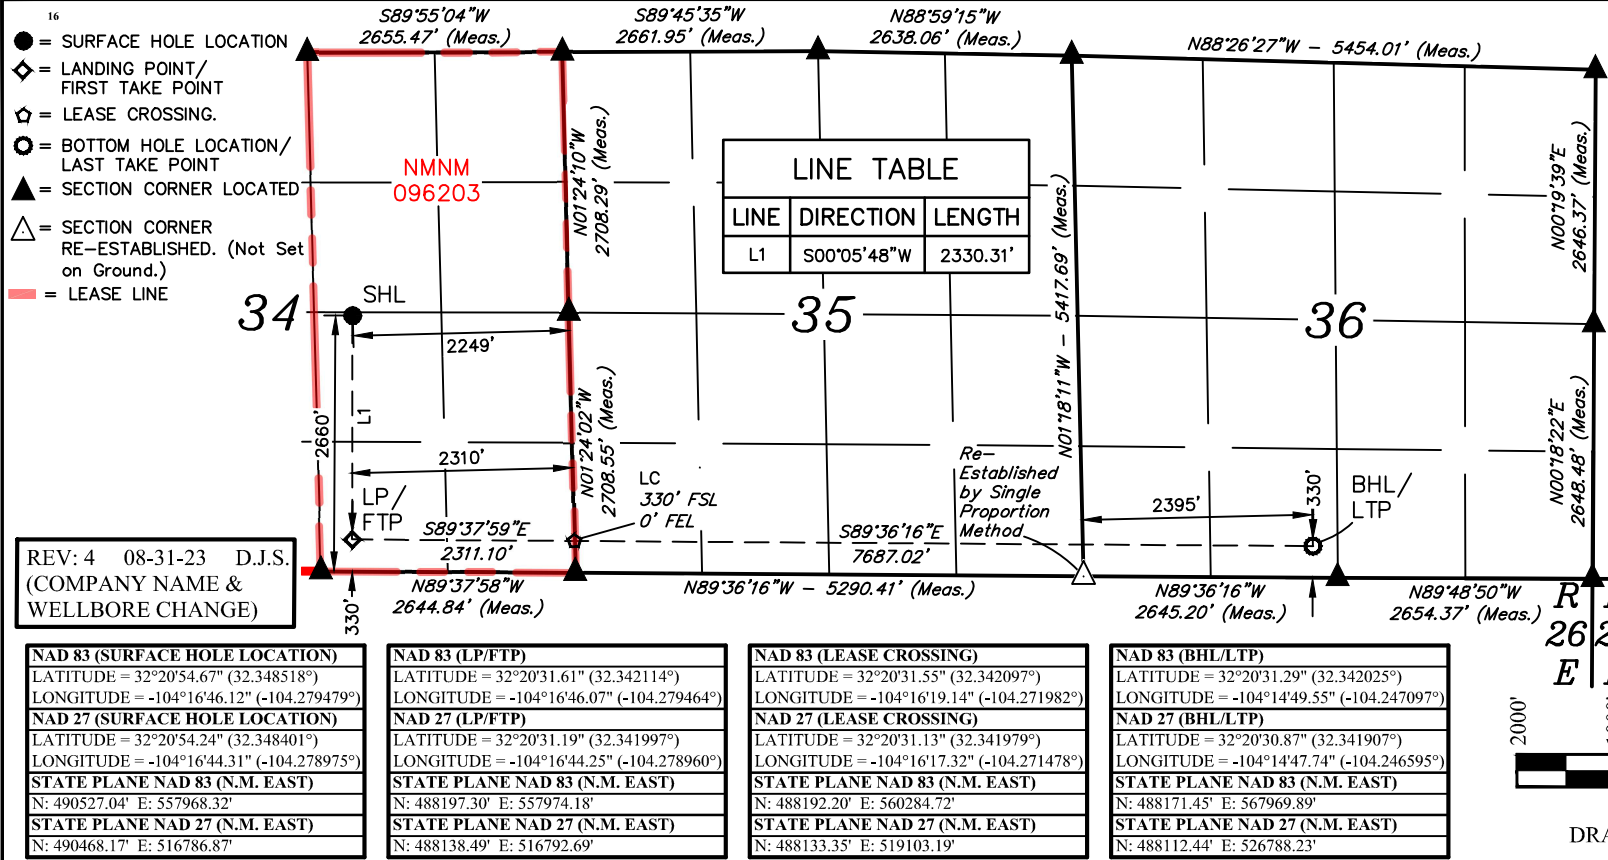 16
= SURFACE HOLE LOCATION
= LANDING POINT/
FIRST TAKE POINT
= LEASE CROSSING.
= BOTTOM HOLE LOCATION/
LAST TAKE POINT
= SECTION CORNER LOCATED
= SECTION CORNER
RE-ESTABLISHED. (Not Set
on Ground.)
= LEASE LINE
S89°55'04"W
2655.47' (Meas.)
S89°45'35"W
2661.95' (Meas.)
N88°59'15"W
2638.06' (Meas.)
N88°26'27"W - 5454.01' (Meas.)
NMNM
096203
N01°24'10"W
2708.29' (Meas.)
LINE TABLE
LINE DIRECTION LENGTH
L1 S00°05'48"W 2330.31'
N01°18'11"W - 5417.69' (Meas.)
N00°19'39"E
2646.37' (Meas.)
34
SHL
35
36
2249'
2660'
L1
N01°24'02"W
2708.55' (Meas.)
N00°18'22"E
2648.48' (Meas.)
2310'
LP/
FTP
LC
330' FSL
0' FEL
Re-
Established
by Single
Proportion
Method
2395'
330'
BHL/
LTP
S89°37'59"E
2311.10'
S89°36'16"E
7687.02'
REV: 4 08-31-23 D.J.S.
(COMPANY NAME &
WELLBORE CHANGE)
330'
N89°37'58"W
2644.84' (Meas.)
N89°36'16"W - 5290.41' (Meas.)
N89°36'16"W
2645.20' (Meas.)
N89°48'50"W
2654.37' (Meas.)
R
26
E
NAD 83 (SURFACE HOLE LOCATION)
LATITUDE = 32°20'54.67" (32.348518°)
LONGITUDE = -104°16'46.12" (-104.279479°)
NAD 27 (SURFACE HOLE LOCATION)
LATITUDE = 32°20'54.24" (32.348401°)
LONGITUDE = -104°16'44.31" (-104.278975°)
STATE PLANE NAD 83 (N.M. EAST)
N: 490527.04' E: 557968.32'
STATE PLANE NAD 27 (N.M. EAST)
N: 490468.17' E: 516786.87'
NAD 83 (LP/FTP)
LATITUDE = 32°20'31.61" (32.342114°)
LONGITUDE = -104°16'46.07" (-104.279464°)
NAD 27 (LP/FTP)
LATITUDE = 32°20'31.19" (32.341997°)
LONGITUDE = -104°16'44.25" (-104.278960°)
STATE PLANE NAD 83 (N.M. EAST)
N: 488197.30' E: 557974.18'
STATE PLANE NAD 27 (N.M. EAST)
N: 488138.49' E: 516792.69'
NAD 83 (LEASE CROSSING)
LATITUDE = 32°20'31.55" (32.342097°)
LONGITUDE = -104°16'19.14" (-104.271982°)
NAD 27 (LEASE CROSSING)
LATITUDE = 32°20'31.13" (32.341979°)
LONGITUDE = -104°16'17.32" (-104.271478°)
STATE PLANE NAD 83 (N.M. EAST)
N: 488192.20' E: 560284.72'
STATE PLANE NAD 27 (N.M. EAST)
N: 488133.35' E: 519103.19'
NAD 83 (BHL/LTP)
LATITUDE = 32°20'31.29" (32.342025°)
LONGITUDE = -104°14'49.55" (-104.247097°)
NAD 27 (BHL/LTP)
LATITUDE = 32°20'30.87" (32.341907°)
LONGITUDE = -104°14'47.74" (-104.246595°)
STATE PLANE NAD 83 (N.M. EAST)
N: 488171.45' E: 567969.89'
STATE PLANE NAD 27 (N.M. EAST)
N: 488112.44' E: 526788.23'
2000'
DRA